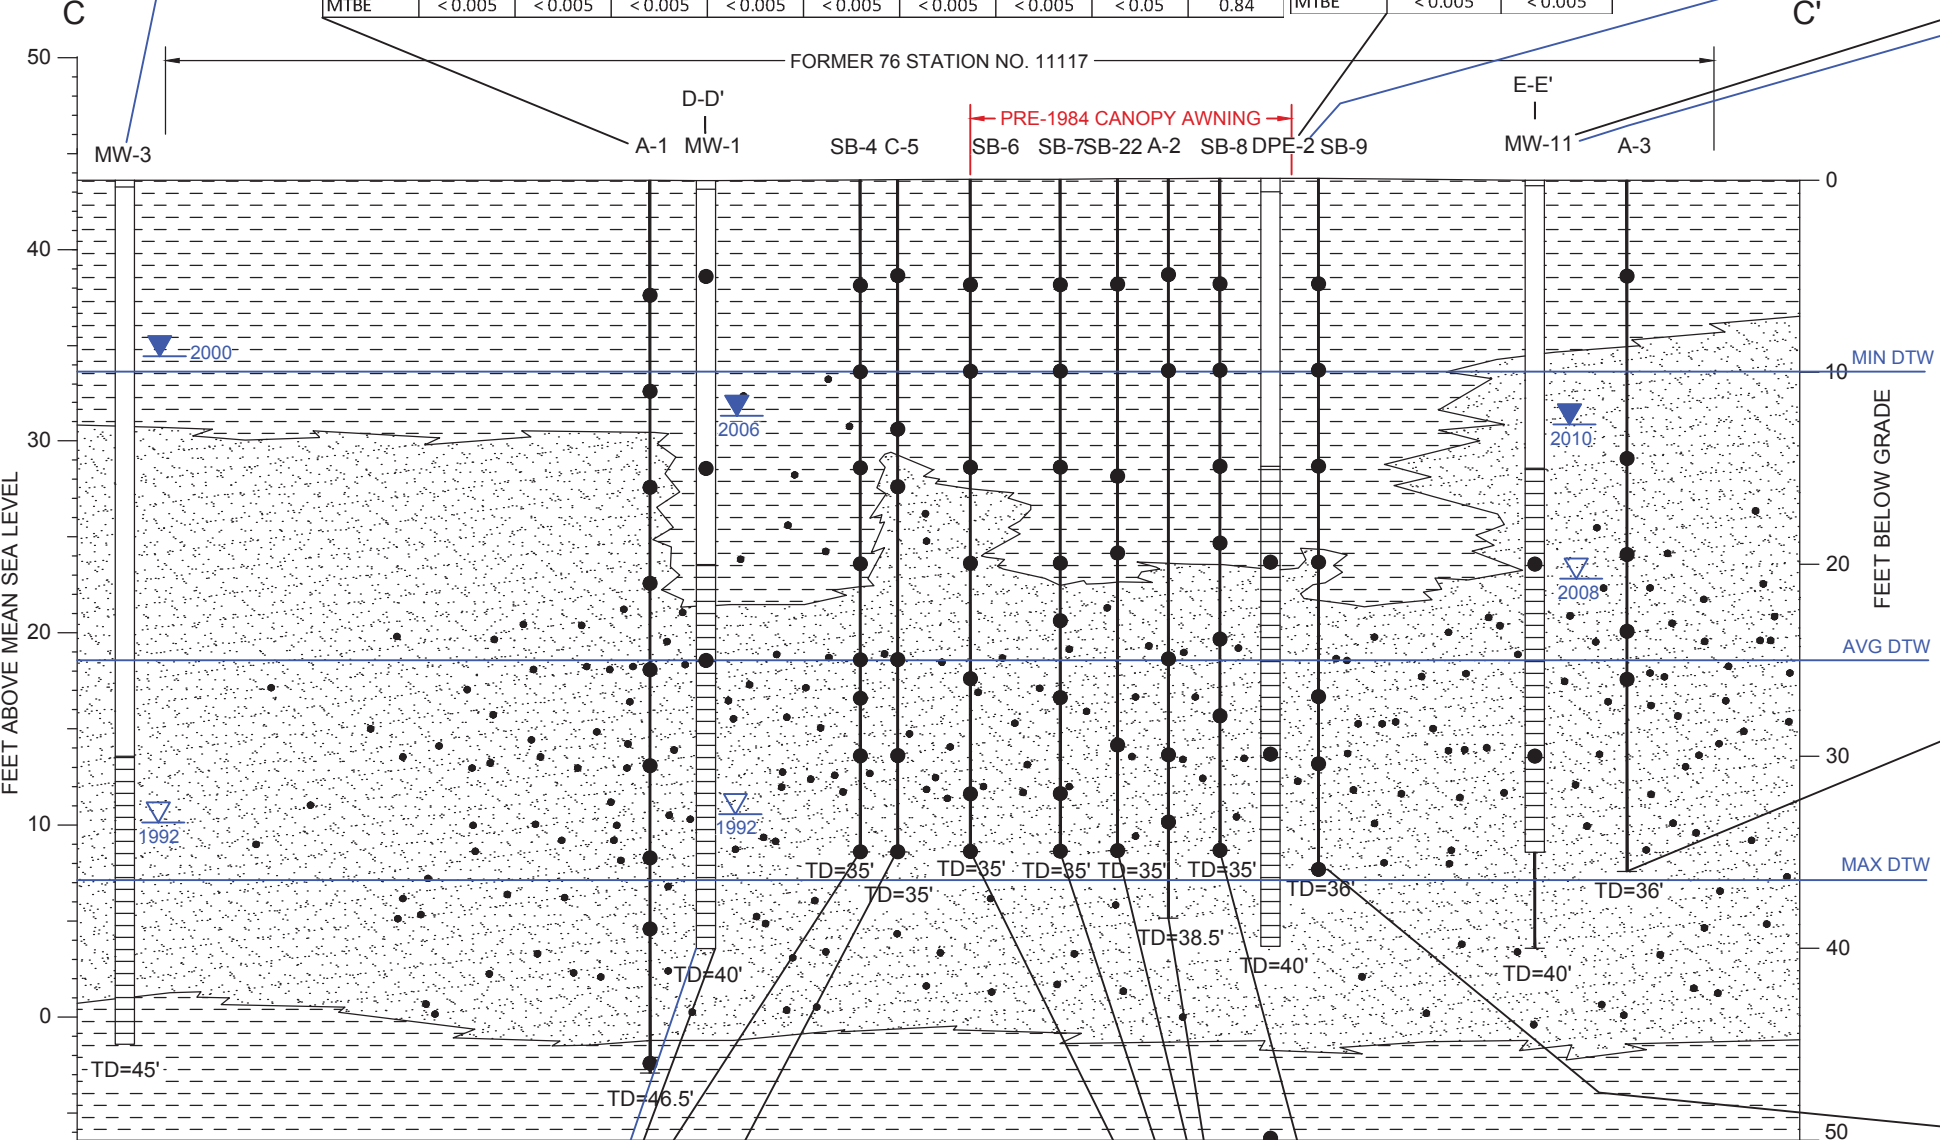 C
C'
MTBE < 0.005 < 0.005 < 0.005 < 0.005 < 0.005 < 0.005 < 0.005 < 0.05 0.84
MTBE < 0.005 < 0.005
50
FORMER 76 STATION NO. 11117
D-D'
E-E'
PRE-1984 CANOPY AWNING
MW-3
A-1
MW-1
SB-4
C-5
SB-6
SB-7
SB-22
A-2
SB-8
DPE-2
SB-9
MW-11
A-3
0
40
2000
MIN DTW
10
2006
2010
30
FEET ABOVE MEAN SEA LEVEL
FEET BELOW GRADE
20
2008
20
AVG DTW
30
10
1992
1992
MAX DTW
TD=35'
TD=35'
TD=35'
TD=35'
TD=35'
TD=35'
TD=36'
TD=36'
TD=38.5'
TD=40'
TD=40'
TD=40'
40
0
TD=45'
TD=46.5'
50